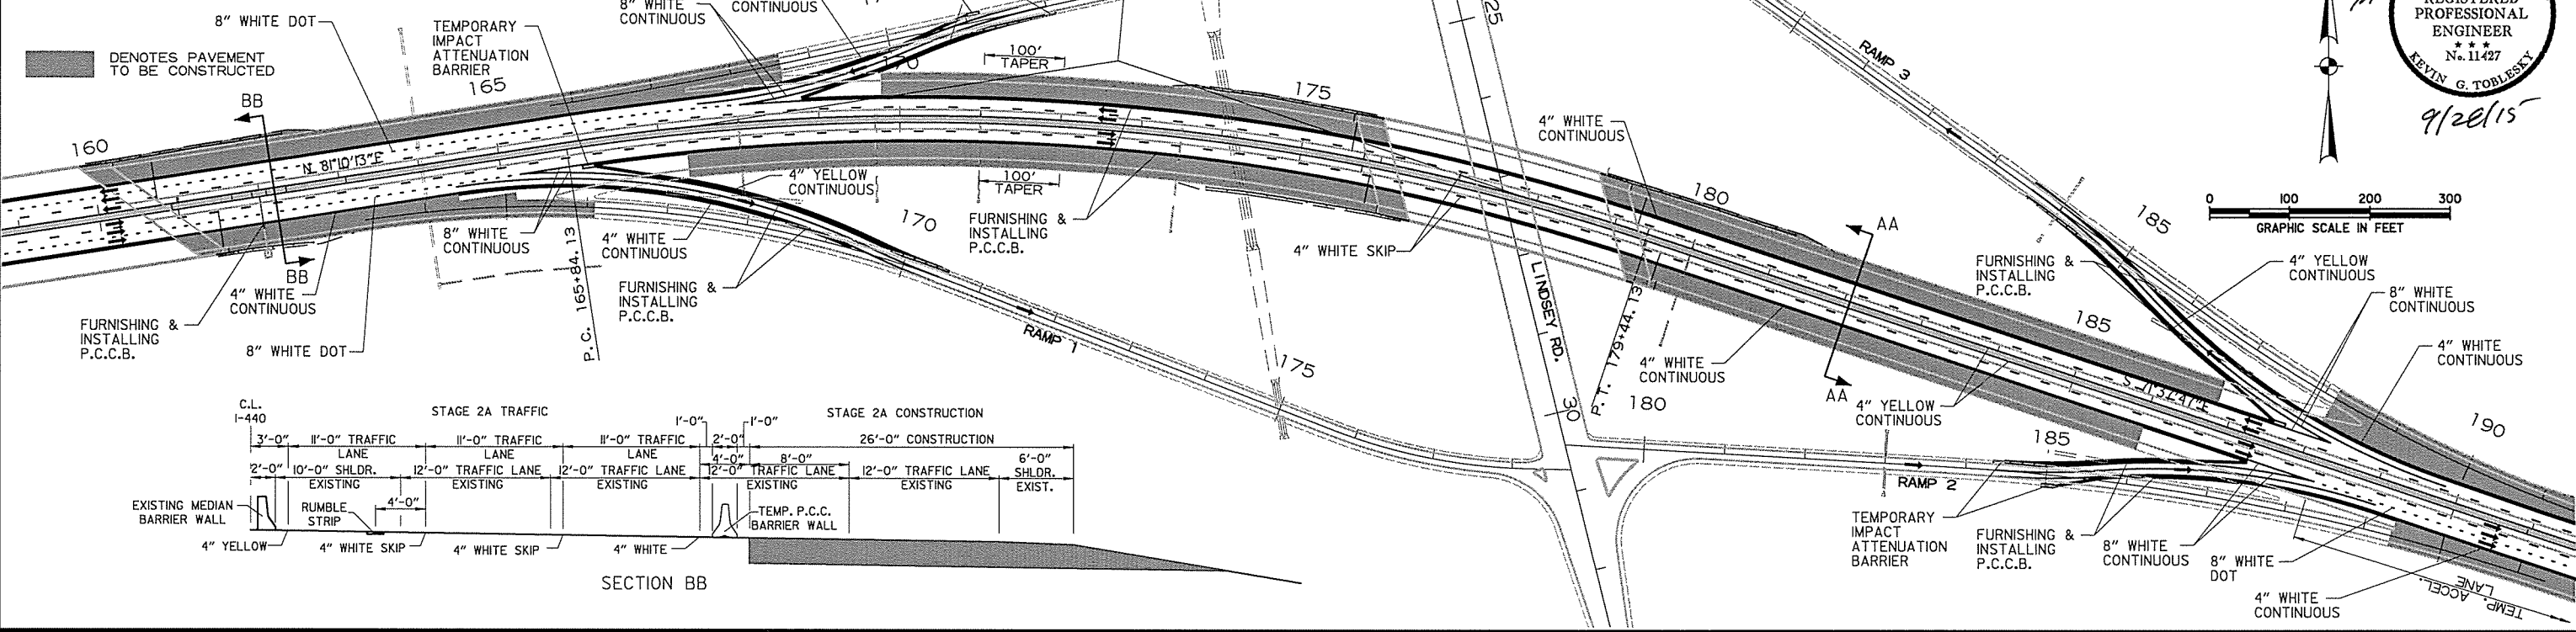 8" WHITE DOT
TEMPORARY
IMPACT
ATTENUATION
BARRIER
8" WHITE
CONTINUOUS
CONTINUOUS
DENOTES PAVEMENT
TO BE CONSTRUCTED
165
BB
160
N 81°10'13"E
BB
170
100'
TAPER
175
25
4" WHITE
CONTINUOUS
RAMP 3
REGISTERED
PROFESSIONAL
ENGINEER
★ ★ ★
No. 11427
KEVIN G. TOBLESKY
9/28/15
0 100 200 300
GRAPHIC SCALE IN FEET
4" YELLOW
CONTINUOUS
100'
TAPER
170
FURNISHING &
INSTALLING
P.C.C.B.
4" WHITE SKIP
180
AA
185
8" WHITE
CONTINUOUS
4" WHITE
CONTINUOUS
FURNISHING &
INSTALLING
P.C.C.B.
P.C. 165+84.13
RAMP 1
175
LINDSEY RD.
30
P.T. 179+44.13
180
4" WHITE
CONTINUOUS
AA
4" YELLOW
CONTINUOUS
FURNISHING &
INSTALLING
P.C.C.B.
4" YELLOW
CONTINUOUS
8" WHITE
CONTINUOUS
4" WHITE
CONTINUOUS
185
S 71°37'47"E
190
4" WHITE
CONTINUOUS
8" WHITE DOT
FURNISHING &
INSTALLING
P.C.C.B.
185
RAMP 2
TEMPORARY
IMPACT
ATTENUATION
BARRIER
FURNISHING &
INSTALLING
P.C.C.B.
8" WHITE
CONTINUOUS
8" WHITE
DOT
4" WHITE
CONTINUOUS
TEMP. ACCEL.
LANE
C.L.
I-440
STAGE 2A TRAFFIC
STAGE 2A CONSTRUCTION
1'-0" 1'-0"
3'-0" 11'-0" TRAFFIC LANE 11'-0" TRAFFIC LANE 11'-0" TRAFFIC LANE 2'-0" 26'-0" CONSTRUCTION
4'-0" 8'-0"
2'-0" 10'-0" SHLDR. EXISTING 12'-0" TRAFFIC LANE EXISTING 12'-0" TRAFFIC LANE EXISTING 12'-0" TRAFFIC LANE EXISTING 12'-0" TRAFFIC LANE EXISTING 6'-0" SHLDR. EXIST.
EXISTING MEDIAN
BARRIER WALL
RUMBLE
STRIP
4'-0"
TEMP. P.C.C.
BARRIER WALL
4" YELLOW
4" WHITE SKIP
4" WHITE SKIP
4" WHITE
SECTION BB